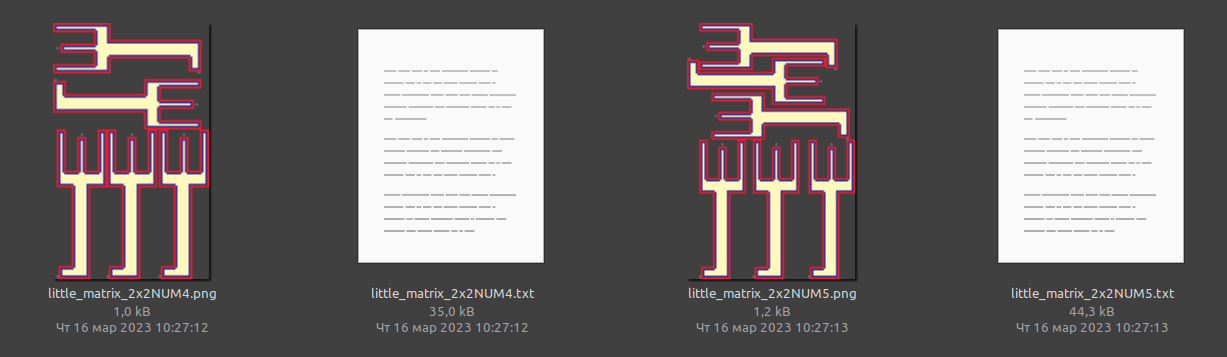 little_matrix_2x2NUM4.png
1,0 kB
Чт 16 мар 2023 10:27:12
little_matrix_2x2NUM4.txt
35,0 kB
Чт 16 мар 2023 10:27:12
little_matrix_2x2NUM5.png
1,2 kB
Чт 16 мар 2023 10:27:13
little_matrix_2x2NUM5.txt
44,3 kB
Чт 16 мар 2023 10:27:13